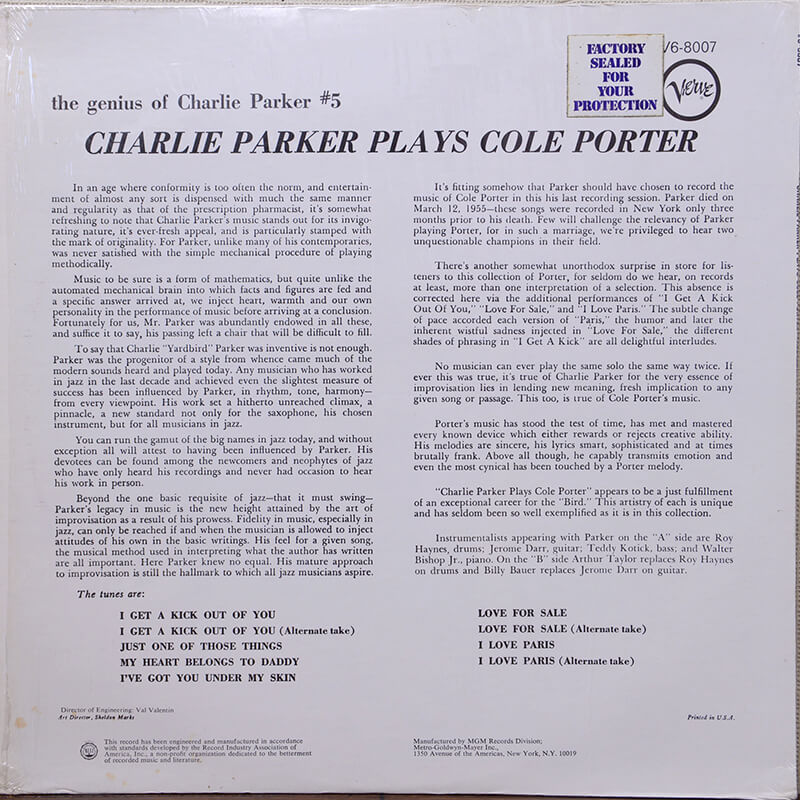 FACTORY
SEALED
FOR
YOUR
PROTECTION
V6-8007
Verve
the genius of Charlie Parker #5
CHARLIE PARKER PLAYS COLE PORTER
In an age where conformity is too often the norm, and entertain-
ment of almost any sort is dispensed with much the same manner
and regularity as that of the prescription pharmacist, it's somewhat
refreshing to note that Charlie Parker's music stands out for its invigo-
rating nature, it's ever-fresh appeal, and is particularly stamped with
the mark of originality. For Parker, unlike many of his contemporaries,
was never satisfied with the simple mechanical procedure of playing
methodically.
Music to be sure is a form of mathematics, but quite unlike the
automated mechanical brain into which facts and figures are fed and
a specific answer arrived at, we inject heart, warmth and our own
personality in the performance of music before arriving at a conclusion.
Fortunately for us, Mr. Parker was abundantly endowed in all these,
and suffice it to say, his passing left a chair that will be difficult to fill.
To say that Charlie "Yardbird" Parker was inventive is not enough.
Parker was the progenitor of a style from whence came much of the
modern sounds heard and played today. Any musician who has worked
in jazz in the last decade and achieved even the slightest measure of
success has been influenced by Parker, in rhythm, tone, harmony—
from every viewpoint. His work set a hitherto unreached climax, a
pinnacle, a new standard not only for the saxophone, his chosen
instrument, but for all musicians in jazz.
You can run the gamut of the big names in jazz today, and without
exception all will attest to having been influenced by Parker. His
devotees can be found among the newcomers and neophytes of jazz
who have only heard his recordings and never had occasion to hear
his work in person.
Beyond the one basic requisite of jazz—that it must swing—
Parker's legacy in music is the new height attained by the art of
improvisation as a result of his prowess. Fidelity in music, especially in
jazz, can only be reached if and when the musician is allowed to inject
attitudes of his own in the basic writings. His feel for a given song,
the musical method used in interpreting what the author has written
are all important. Here Parker knew no equal. His mature approach
to improvisation is still the hallmark to which all jazz musicians aspire.
It's fitting somehow that Parker should have chosen to record the
music of Cole Porter in this his last recording session. Parker died on
March 12, 1955—these songs were recorded in New York only three
months prior to his death. Few will challenge the relevancy of Parker
playing Porter, for in such a marriage, we're privileged to hear two
unquestionable champions in their field.
There's another somewhat unorthodox surprise in store for lis-
teners to this collection of Porter, for seldom do we hear, on records
at least, more than one interpretation of a selection. This absence is
corrected here via the additional performances of "I Get A Kick
Out Of You," "Love For Sale," and "I Love Paris." The subtle change
of pace accorded each version of "Paris," the humor and later the
inherent wistful sadness injected in "Love For Sale," the different
shades of phrasing in "I Get A Kick" are all delightful interludes.
No musician can ever play the same solo the same way twice. If
ever this was true, it's true of Charlie Parker for the very essence of
improvisation lies in lending new meaning, fresh implication to any
given song or passage. This too, is true of Cole Porter's music.
Porter's music has stood the test of time, has met and mastered
every known device which either rewards or rejects creative ability.
His melodies are sincere, his lyrics smart, sophisticated and at times
brutally frank. Above all though, he capably transmits emotion and
even the most cynical has been touched by a Porter melody.
"Charlie Parker Plays Cole Porter" appears to be a just fulfillment
of an exceptional career for the "Bird." This artistry of each is unique
and has seldom been so well exemplified as it is in this collection.
Instrumentalists appearing with Parker on the "A" side are Roy
Haynes, drums; Jerome Darr, guitar; Teddy Kotick, bass; and Walter
Bishop Jr., piano. On the "B" side Arthur Taylor replaces Roy Haynes
on drums and Billy Bauer replaces Jerome Darr on guitar.
The tunes are:
I GET A KICK OUT OF YOU
I GET A KICK OUT OF YOU (Alternate take)
JUST ONE OF THOSE THINGS
MY HEART BELONGS TO DADDY
I'VE GOT YOU UNDER MY SKIN
LOVE FOR SALE
LOVE FOR SALE (Alternate take)
I LOVE PARIS
I LOVE PARIS (Alternate take)
Director of Engineering: Val Valentin
Art Director, Sheldon Marks
Printed in U.S.A.
This record has been engineered and manufactured in accordance
with standards developed by the Record Industry Association of
America, Inc., a non-profit organization dedicated to the betterment
of recorded music and literature.
Manufactured by MGM Records Division;
Metro-Goldwyn-Mayer Inc.,
1350 Avenue of the Americas, New York, N.Y. 10019